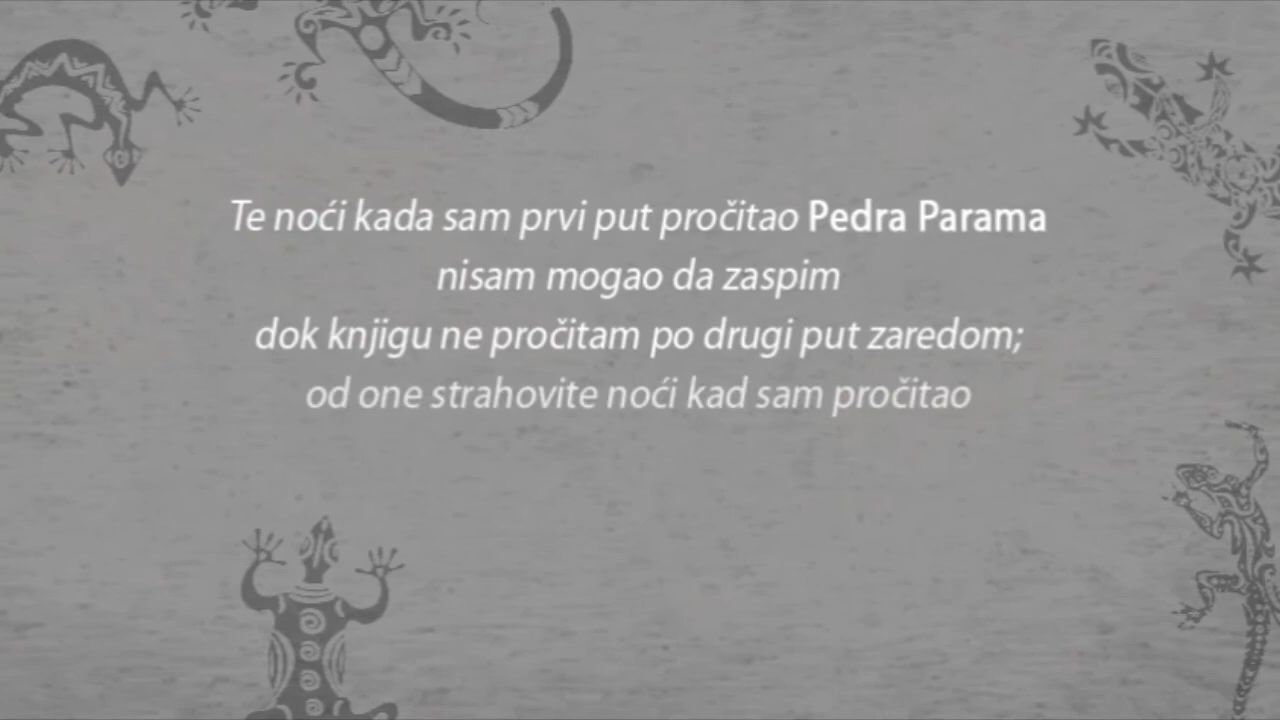 Te noći kada sam prvi put pročitao Pedra Parama
nisam mogao da zaspim
dok knjigu ne pročitam po drugi put zaredom;
od one strahovite noći kad sam pročitao